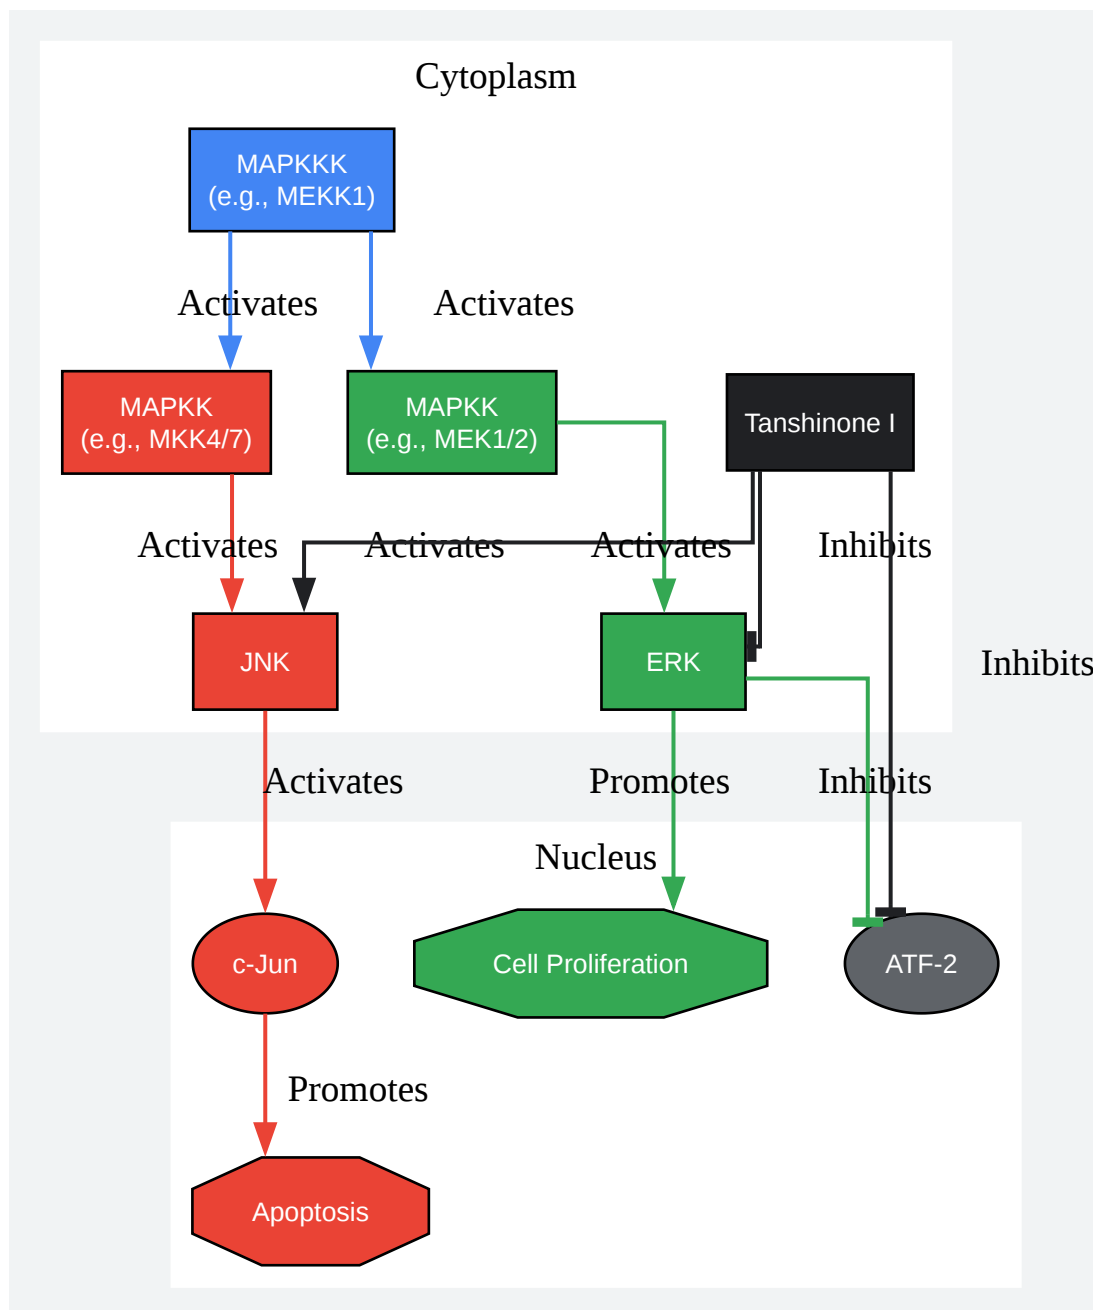 Cytoplasm
MAPKKK
(e.g., MEKK1)
Activates
Activates
MAPKK
(e.g., MKK4/7)
MAPKK
(e.g., MEK1/2)
Tanshinone I
Activates
Activates
Activates
Inhibits
JNK
ERK
Inhibits
Activates
Promotes
Inhibits
Nucleus
c-Jun
Cell Proliferation
ATF-2
Promotes
Apoptosis